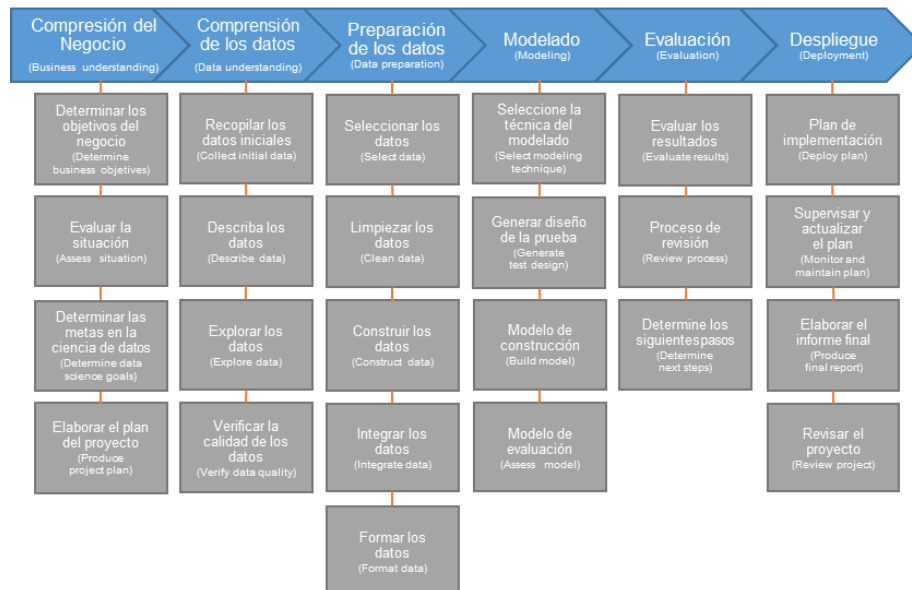 Compresión del
Negocio
(Business understanding)
Comprensión
de los datos
(Data understanding)
Preparación
de los datos
(Data preparation)
Modelado
(Modeling)
Evaluación
(Evaluation)
Despliegue
(Deployment)
Determinar los
objetivos del
negocio
(Determine
business objetives)
Evaluar la
situación
(Assess situation)
Determinar las
metas en la
ciencia de datos
(Determine data
science goals)
Elaborar el plan
del proyecto
(Produce
project plan)
Recopilar los
datos iniciales
(Collect initial data)
Describa los
datos
(Describe data)
Explorar los
datos
(Explore data)
Verificar la
calidad de los
datos
(Verify data quality)
Seleccionar los
datos
(Select data)
Limpiezar los
datos
(Clean data)
Construir los
datos
(Construct data)
Integrar los
datos
(Integrate data)
Formar los
datos
(Format data)
Seleccione la
técnica del
modelado
(Select modeling
technique)
Generar diseño
de la prueba
(Generate
test design)
Modelo de
construcción
(Build model)
Modelo de
evaluación
(Assess model)
Evaluar los
resultados
(Evaluate results)
Proceso de
revisión
(Review process)
Determine los
siguientespasos
(Determine
next steps)
Plan de
implementación
(Deploy plan)
Supervisar y
actualizar
el plan
(Monitor and
maintain plan)
Elaborar el
informe final
(Produce
final report)
Revisar el
proyecto
(Review project)